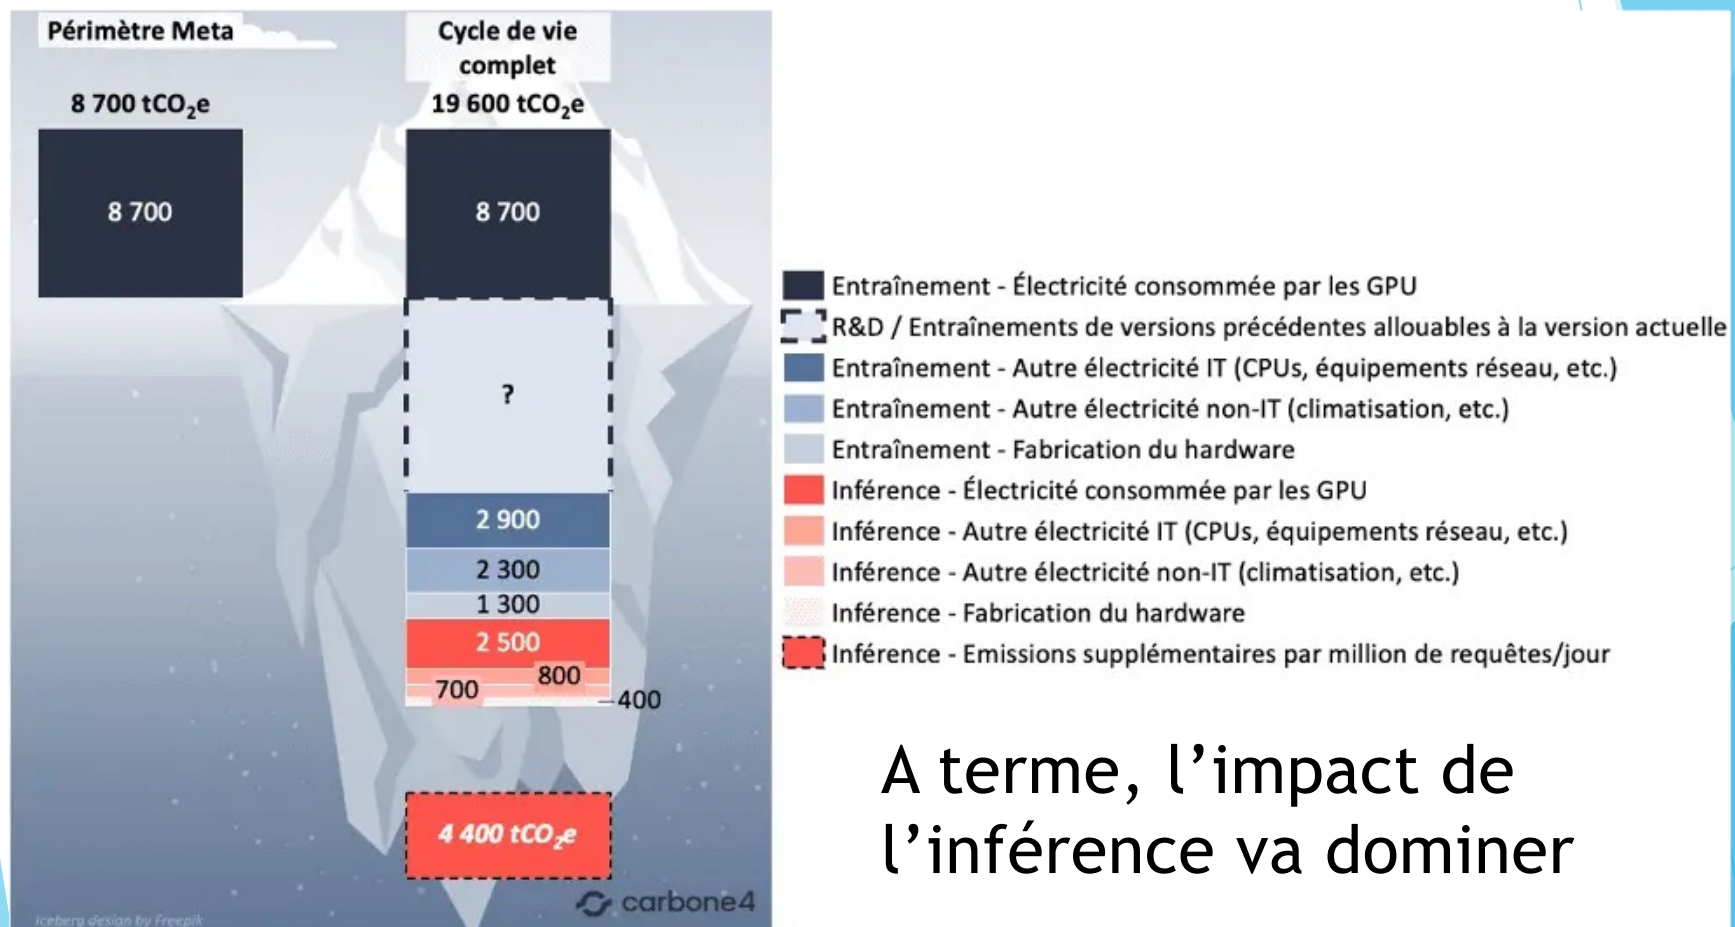 Périmètre Meta
8 700 tCO₂e
8 700
Cycle de vie
complet
19 600 tCO₂e
8 700
?
2 900
2 300
1 300
2 500
800
700
400
4 400 tCO₂e
carbone4
Iceberg design by Freepik
Entraînement - Électricité consommée par les GPU
R&D / Entraînements de versions précédentes allouables à la version actuelle
Entraînement - Autre électricité IT (CPUs, équipements réseau, etc.)
Entraînement - Autre électricité non-IT (climatisation, etc.)
Entraînement - Fabrication du hardware
Inférence - Électricité consommée par les GPU
Inférence - Autre électricité IT (CPUs, équipements réseau, etc.)
Inférence - Autre électricité non-IT (climatisation, etc.)
Inférence - Fabrication du hardware
Inférence - Emissions supplémentaires par million de requêtes/jour
A terme, l’impact de
l’inférence va dominer